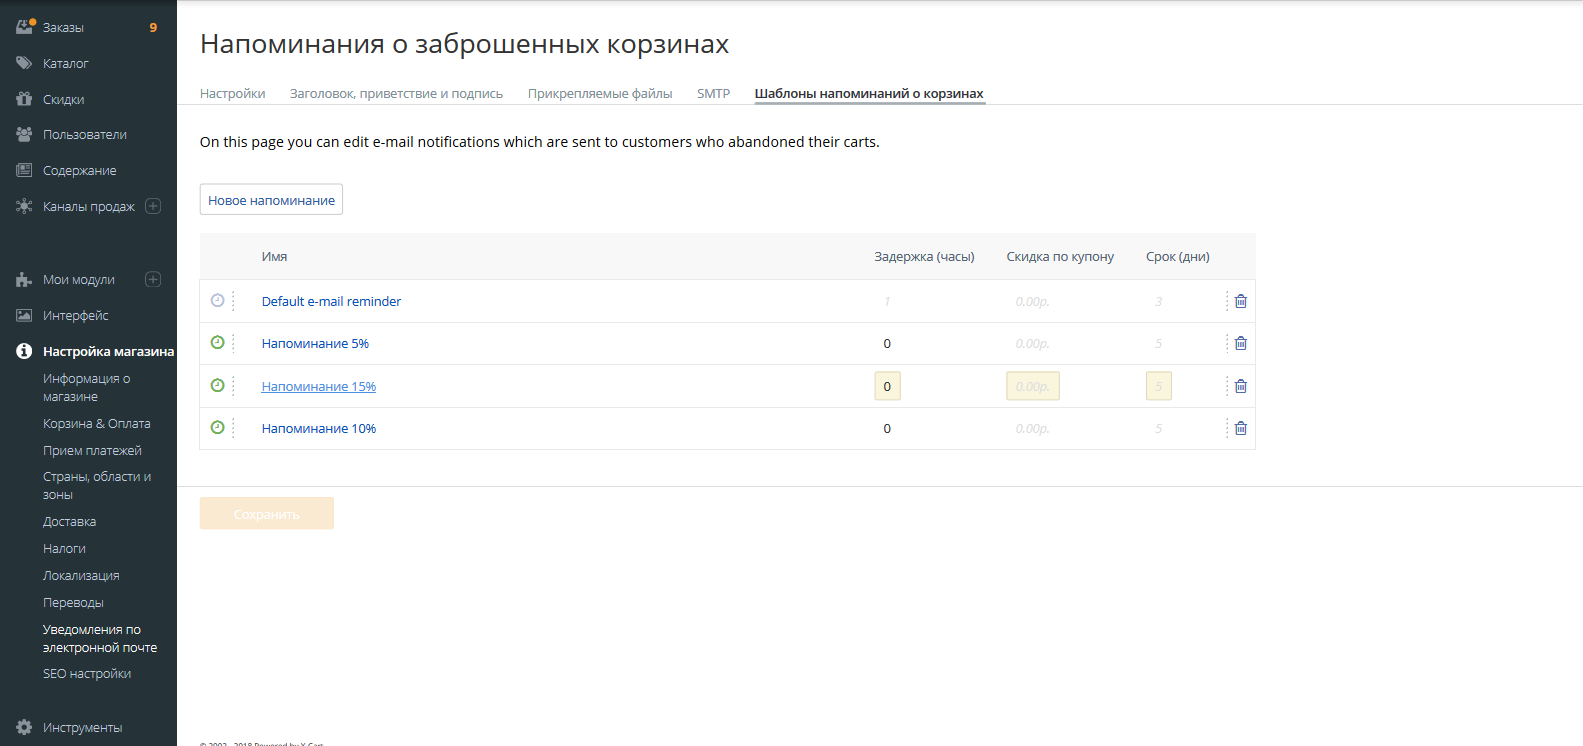 Заказы 9
Каталог
Скидки
Пользователи
Содержание
Каналы продаж
Мои модули
Интерфейс
Настройка магазина
Информация о
магазине
Корзина & Оплата
Прием платежей
Страны, области и
зоны
Доставка
Налоги
Локализация
Переводы
Уведомления по
электронной почте
SEO настройки
Инструменты
Напоминания о заброшенных корзинах
Настройки Заголовок, приветствие и подпись Прикрепляемые файлы SMTP Шаблоны напоминаний о корзинах
On this page you can edit e-mail notifications which are sent to customers who abandoned their carts.
Новое напоминание
Имя Задержка (часы) Скидка по купону Срок (дни)
Default e-mail reminder 1 0.00р. 3
Напоминание 5% 0 0.00р. 5
Напоминание 15% 0 0.00р. 5
Напоминание 10% 0 0.00р. 5
Сохранить
© 2002 - 2018 Powered by X-Cart